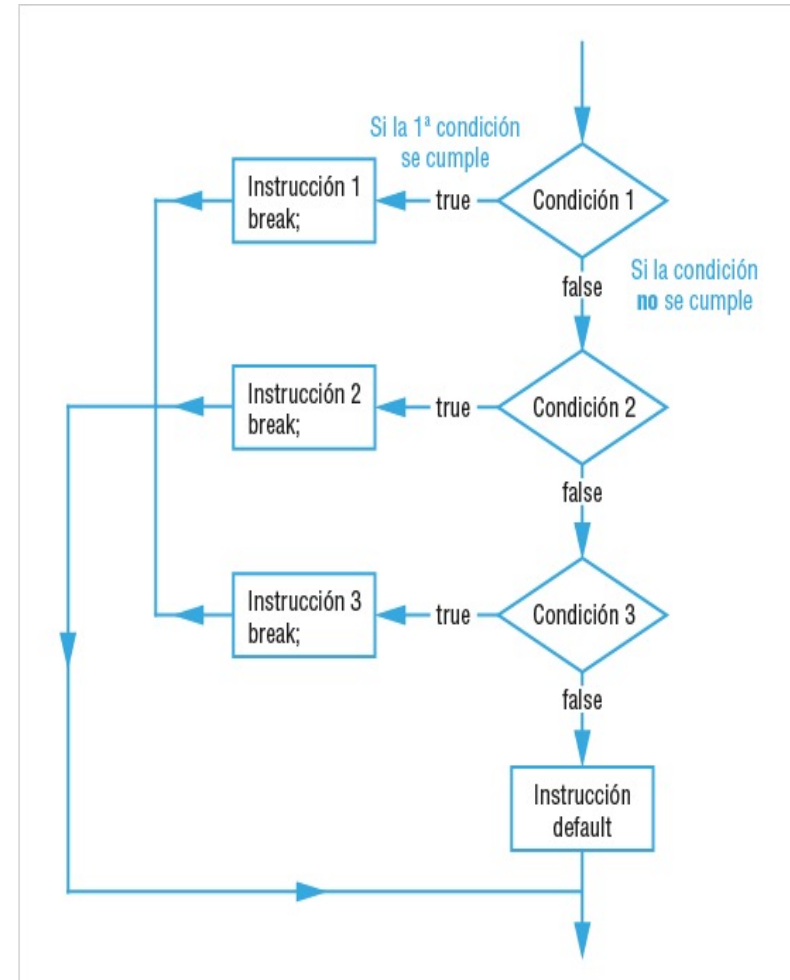 Si la 1ª condición
se cumple
Instrucción 1
break;
true
Condición 1
false
Si la condición
no se cumple
Instrucción 2
break;
true
Condición 2
false
Instrucción 3
break;
true
Condición 3
false
Instrucción
default